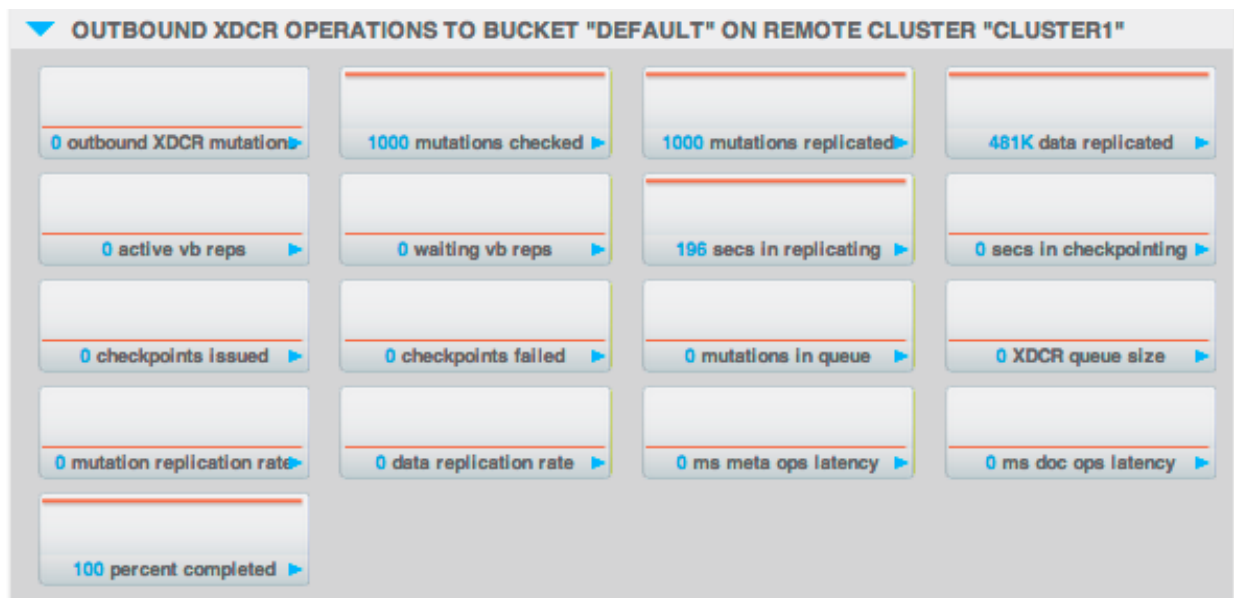 OUTBOUND XDCR OPERATIONS TO BUCKET "DEFAULT" ON REMOTE CLUSTER "CLUSTER1"
0 outbound XDCR mutations
1000 mutations checked
1000 mutations replicated
481K data replicated
0 active vb reps
0 waiting vb reps
196 secs in replicating
0 secs in checkpointing
0 checkpoints issued
0 checkpoints failed
0 mutations in queue
0 XDCR queue size
0 mutation replication rate
0 data replication rate
0 ms meta ops latency
0 ms doc ops latency
100 percent completed